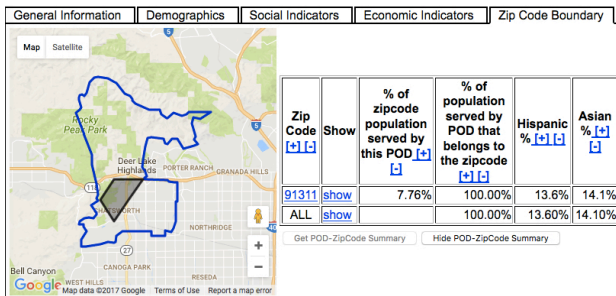 General Information Demographics Social Indicators Economic Indicators Zip Code Boundary
Map Satellite
5
Rocky
Peak Park
5
Deer Lake
Highlands
PORTER RANCH
GRANADA HILLS
118
CHATSWORTH
NORTHRIDGE
27
CANOGA PARK
Bell Canyon
WEST HILLS
RESEDA
+
−
Google Map data ©2017 Google Terms of Use Report a map error
Zip
Code
[+] [-]
Show
% of
zipcode
population
served by
this POD [+]
[-]
% of
population
served by
POD that
belongs to
the zipcode
[+] [-]
Hispanic
% [+] [-]
Asian
% [+]
[-]
91311 show 7.76% 100.00% 13.6% 14.1%
ALL show 100.00% 13.60% 14.10%
Get POD-ZipCode Summary Hide POD-ZipCode Summary